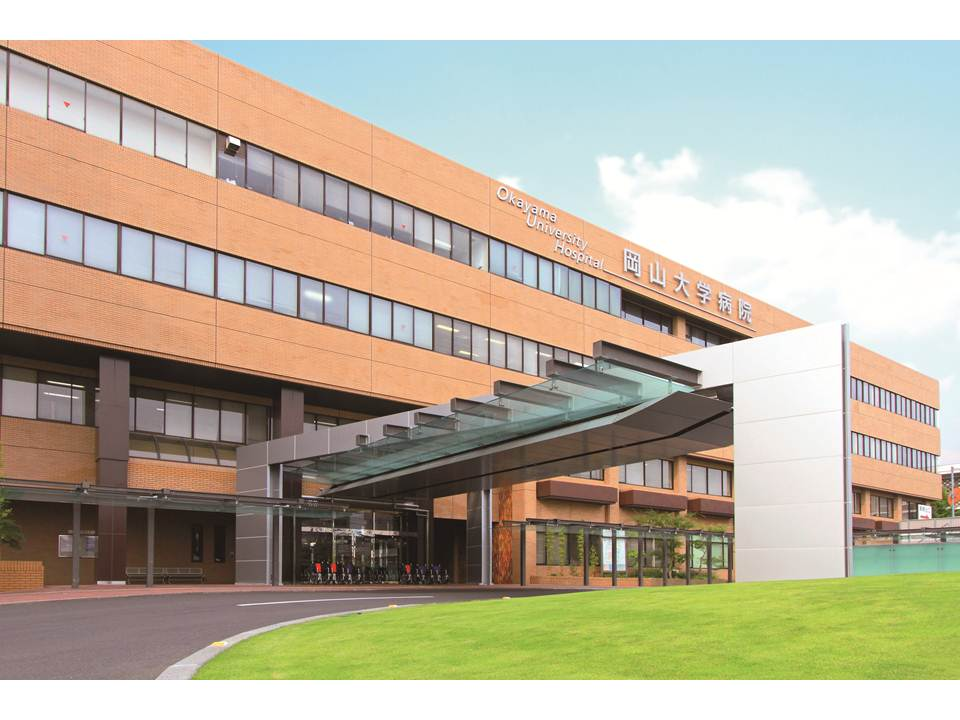 Okayama
University
Hospital
岡山大学病院